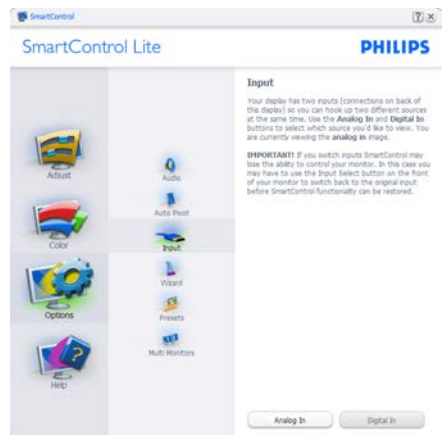 SmartControl
SmartControl Lite
PHILIPS
Adjust
Color
Options
Help
Audio
Auto Pivot
Input
Wizard
Presets
Multi Monitors
Input
Your display has two inputs (connections on back of
this display) so you can hook up two different sources
at the same time. Use the Analog In and Digital In
buttons to select which source you'd like to view. You
are currently viewing the analog in image.
IMPORTANT! If you switch inputs SmartControl may
lose the ability to control your monitor. In this case you
may have to use the Input Select button on the front
of your monitor to switch back to the original input
before SmartControl functionality can be restored.
Analog In
Digital In